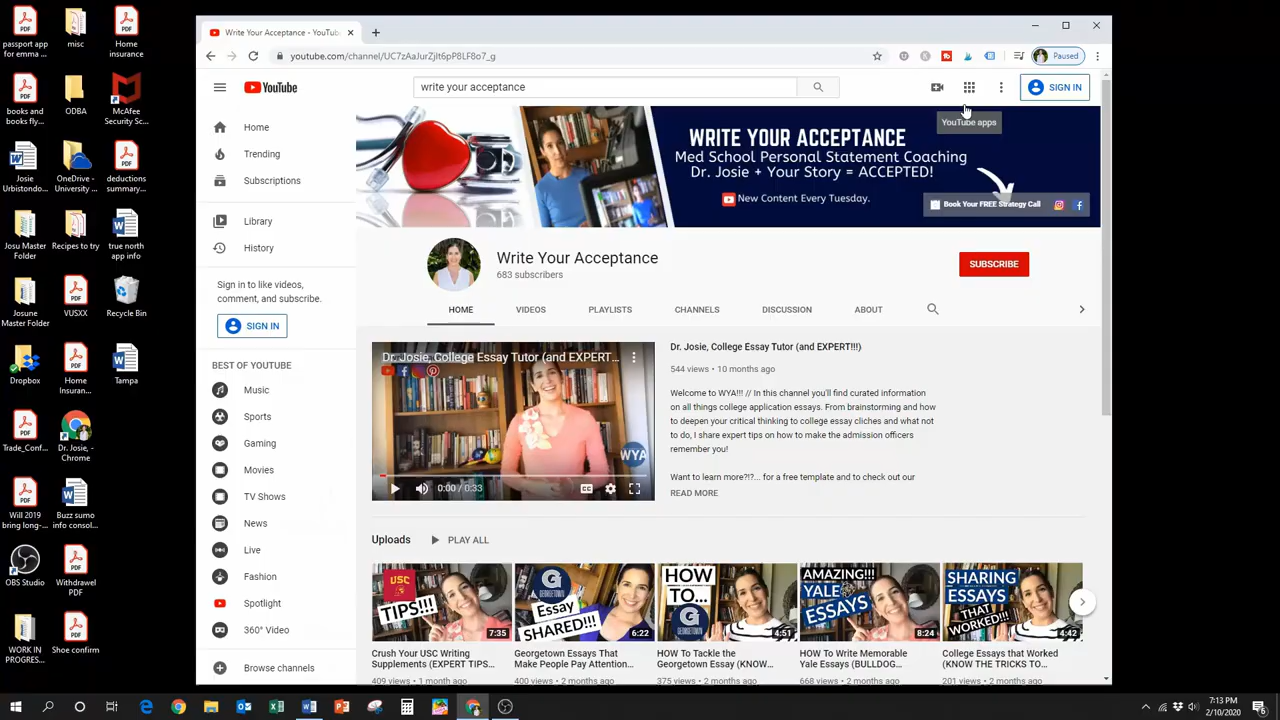 passport app
for emma ...
misc
Home
insurance
books and
books fly...
ODBA
McAfee
Security Sc...
Josie
Urbistondo...
OneDrive -
University ...
deductions
summary...
Josu Master
Folder
Recipes to try
true north
app info
Josune
Master Folder
VUSXX
Recycle Bin
Dropbox
Home
Insuran...
Tampa
Trade_Conf...
Dr. Josie, -
Chrome
Will 2019
bring long-...
Buzz sumo
info consol...
OBS Studio
Withdrawel
PDF
WORK IN
PROGRES...
Shoe confirm
Write Your Acceptance - YouTub
youtube.com/channel/UC7zAaJurZjIt6pP8LF8o7_g
Paused
YouTube
write your acceptance
SIGN IN
YouTube apps
Home
Trending
Subscriptions
Library
History
Sign in to like videos,
comment, and subscribe.
SIGN IN
BEST OF YOUTUBE
Music
Sports
Gaming
Movies
TV Shows
News
Live
Fashion
Spotlight
360° Video
Browse channels
WRITE YOUR ACCEPTANCE
Med School Personal Statement Coaching
Dr. Josie + Your Story = ACCEPTED!
New Content Every Tuesday.
Book Your FREE Strategy Call
Write Your Acceptance
683 subscribers
SUBSCRIBE
HOME
VIDEOS
PLAYLISTS
CHANNELS
DISCUSSION
ABOUT
Dr. Josie, College Essay Tutor (and EXPERT...
WYA
0:00 / 0:33
Dr. Josie, College Essay Tutor (and EXPERT!!!)
544 views • 10 months ago
Welcome to WYA!!! // In this channel you'll find curated information
on all things college application essays. From brainstorming and how
to deepen your critical thinking to college essay cliches and what not
to do, I share expert tips on how to make the admission officers
remember you!
Want to learn more?!?... for a free template and to check out our
READ MORE
Uploads
PLAY ALL
USC
TIPS!!!
7:35
Crush Your USC Writing
Supplements (EXPERT TIPS...
409 views • 1 month ago
G
GEORGETOWN
Essay
SHARED!!!
6:22
Georgetown Essays That
Make People Pay Attention...
400 views • 2 months ago
HOW
TO...
G
GEORGETOWN
4:51
HOW To Tackle the
Georgetown Essay (KNOW...
375 views • 2 months ago
AMAZING!!!
YALE
ESSAYS
8:24
HOW To Write Memorable
Yale Essays (BULLDOG...
668 views • 2 months ago
SHARING
ESSAYS
THAT
WORKED!!!
4:42
College Essays that Worked
(KNOW THE TRICKS TO...
201 views • 2 months ago
7:13 PM
2/10/2020